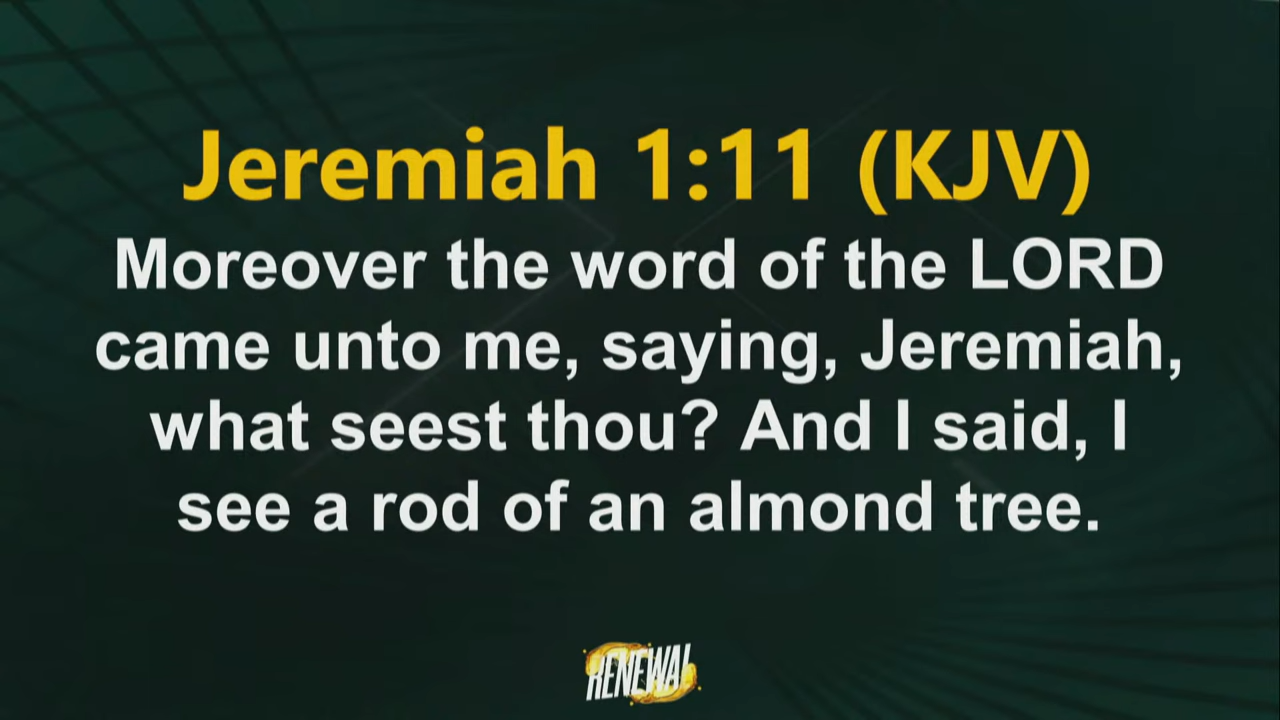 Jeremiah 1:11 (KJV)
Moreover the word of the LORD
came unto me, saying, Jeremiah,
what seest thou? And I said, I
see a rod of an almond tree.
RENEWAL